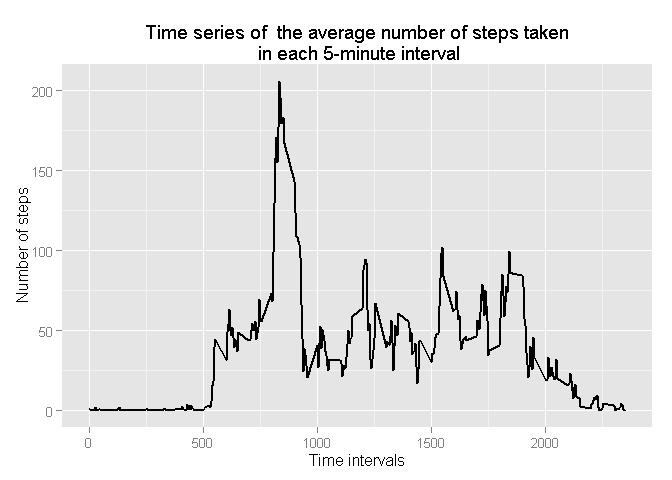 Time series of  the average number of steps taken
in each 5-minute interval
Number of steps
200
150
100
50
0
0 500 1000 1500 2000
Time intervals